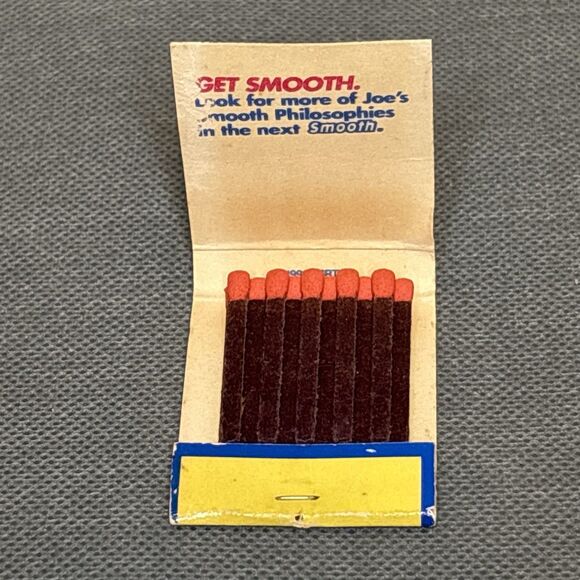 GET SMOOTH.
Look for more of Joe's
Smooth Philosophies
in the next Smooth.